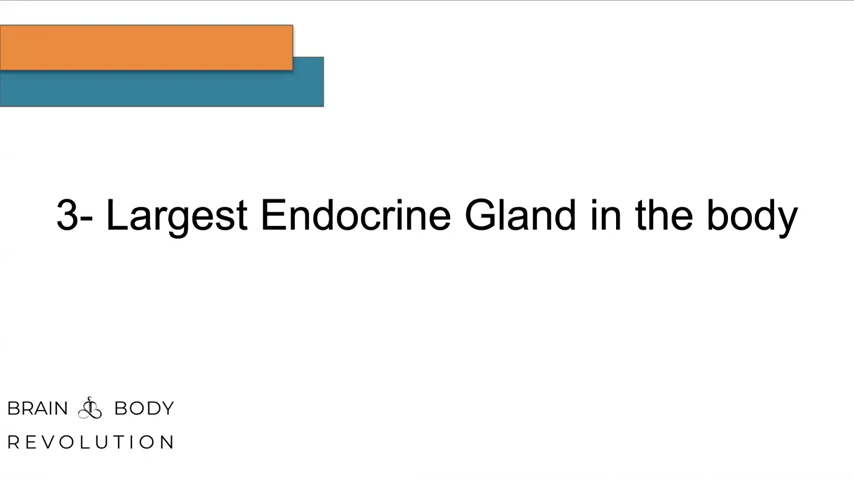 3- Largest Endocrine Gland in the body
BRAIN BODY
REVOLUTION